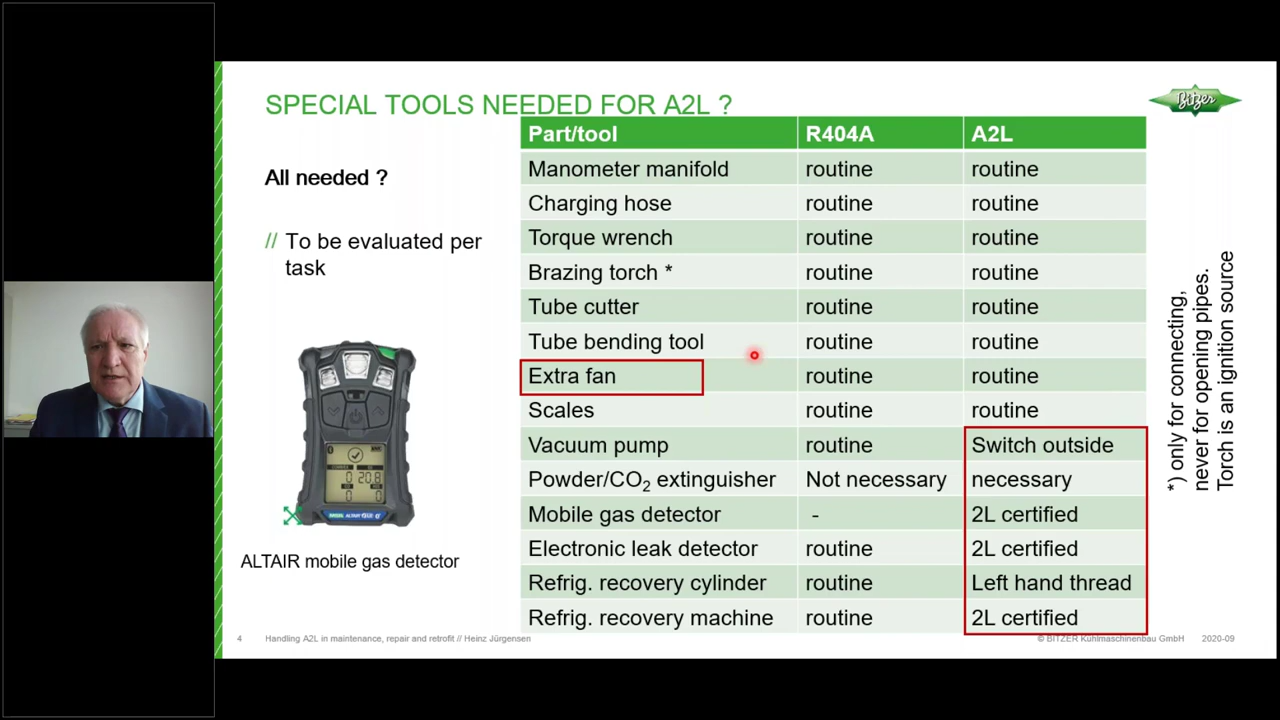 SPECIAL TOOLS NEEDED FOR A2L ?
Bitzer
All needed ?
// To be evaluated per
task
ALTAIR mobile gas detector
Part/tool R404A A2L
Manometer manifold routine routine
Charging hose routine routine
Torque wrench routine routine
Brazing torch * routine routine
Tube cutter routine routine
Tube bending tool routine routine
Extra fan routine routine
Scales routine routine
Vacuum pump routine Switch outside
Powder/CO₂ extinguisher Not necessary necessary
Mobile gas detector - 2L certified
Electronic leak detector routine 2L certified
Refrig. recovery cylinder routine Left hand thread
Refrig. recovery machine routine 2L certified
*) only for connecting,
never for opening pipes.
Torch is an ignition source
4 Handling A2L in maintenance, repair and retrofit // Heinz Jürgensen © BITZER Kühlmaschinenbau GmbH 2020-09